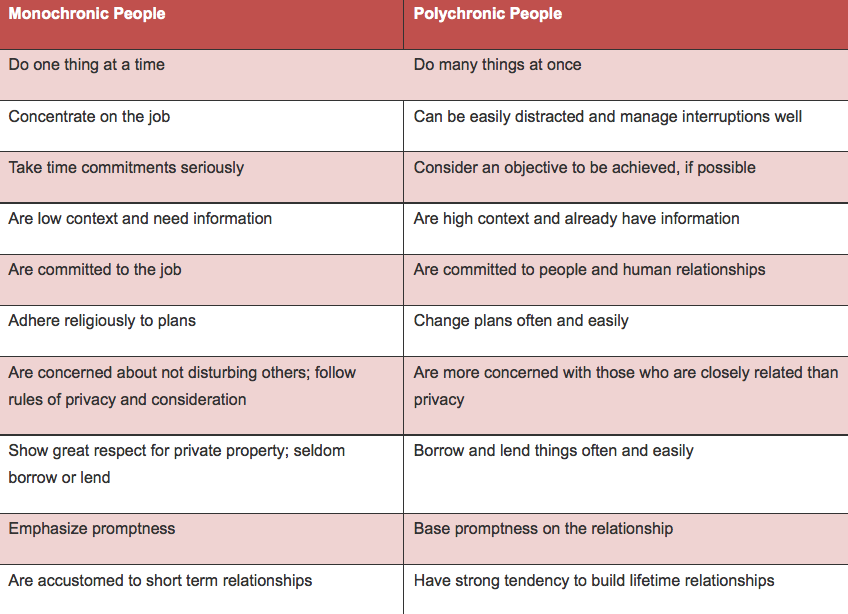 Monochronic People
Polychronic People
Do one thing at a time
Do many things at once
Concentrate on the job
Can be easily distracted and manage interruptions well
Take time commitments seriously
Consider an objective to be achieved, if possible
Are low context and need information
Are high context and already have information
Are committed to the job
Are committed to people and human relationships
Adhere religiously to plans
Change plans often and easily
Are concerned about not disturbing others; follow
rules of privacy and consideration
Are more concerned with those who are closely related than
privacy
Show great respect for private property; seldom
borrow or lend
Borrow and lend things often and easily
Emphasize promptness
Base promptness on the relationship
Are accustomed to short term relationships
Have strong tendency to build lifetime relationships